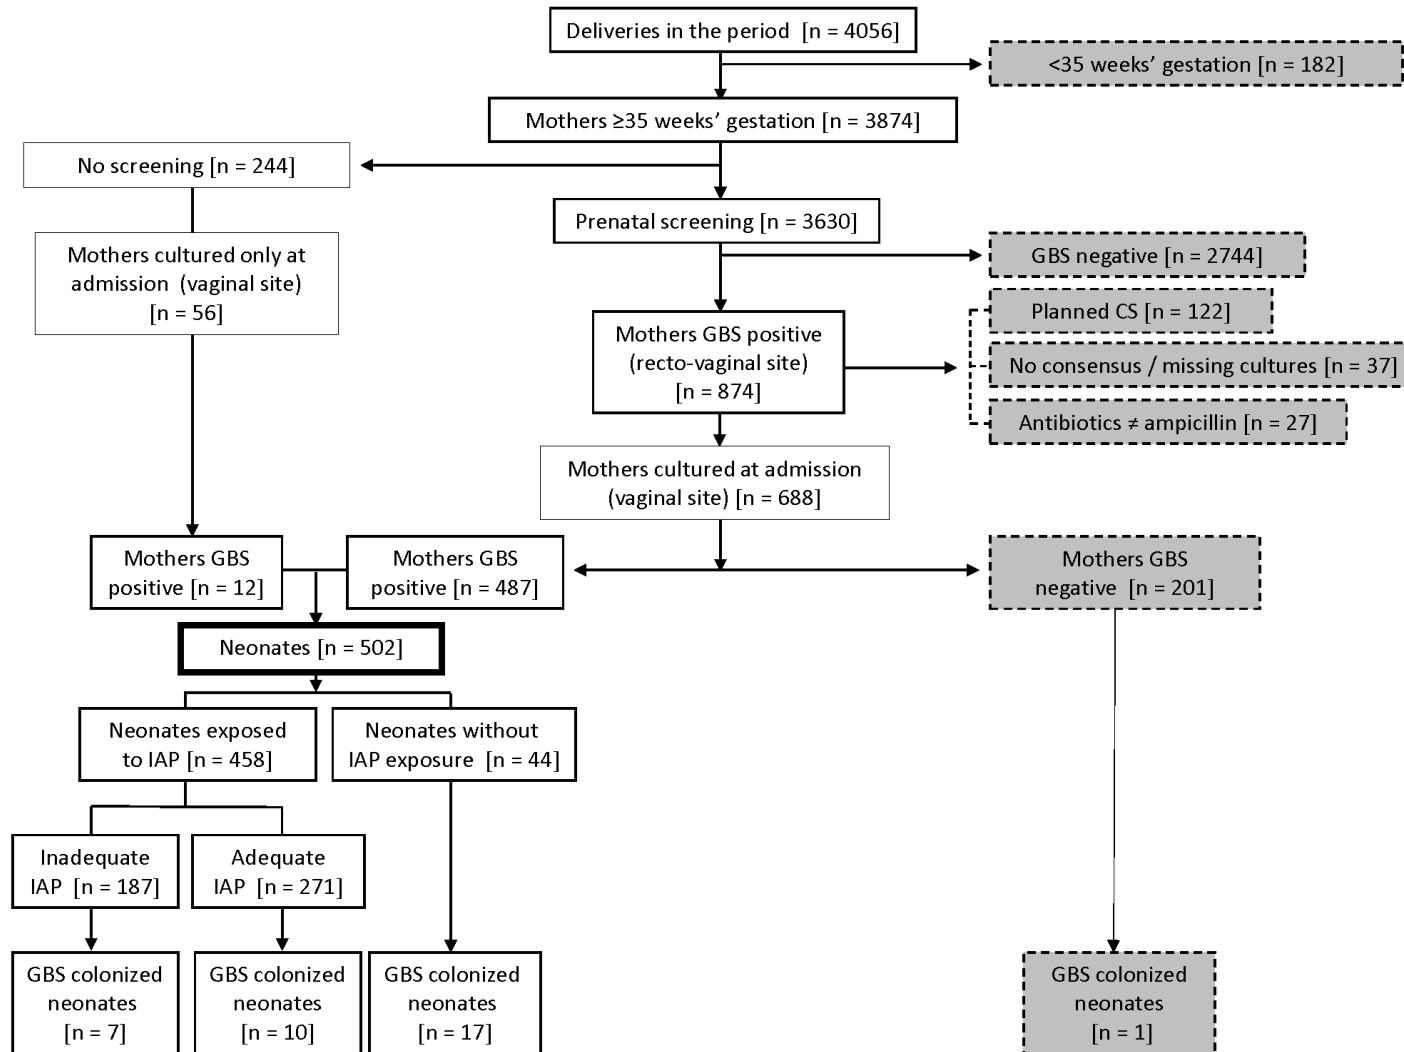 Deliveries in the period [n = 4056]
<35 weeks’ gestation [n = 182]
Mothers ≥35 weeks’ gestation [n = 3874]
No screening [n = 244]
Prenatal screening [n = 3630]
Mothers cultured only at
admission (vaginal site)
[n = 56]
GBS negative [n = 2744]
Planned CS [n = 122]
Mothers GBS positive
(recto-vaginal site)
[n = 874]
No consensus / missing cultures [n = 37]
Antibiotics ≠ ampicillin [n = 27]
Mothers cultured at admission
(vaginal site) [n = 688]
Mothers GBS
positive [n = 12]
Mothers GBS
positive [n = 487]
Mothers GBS
negative [n = 201]
Neonates [n = 502]
Neonates exposed
to IAP [n = 458]
Neonates without
IAP exposure [n = 44]
Inadequate
IAP [n = 187]
Adequate
IAP [n = 271]
GBS colonized
neonates
[n = 7]
GBS colonized
neonates
[n = 10]
GBS colonized
neonates
[n = 17]
GBS colonized
neonates
[n = 1]